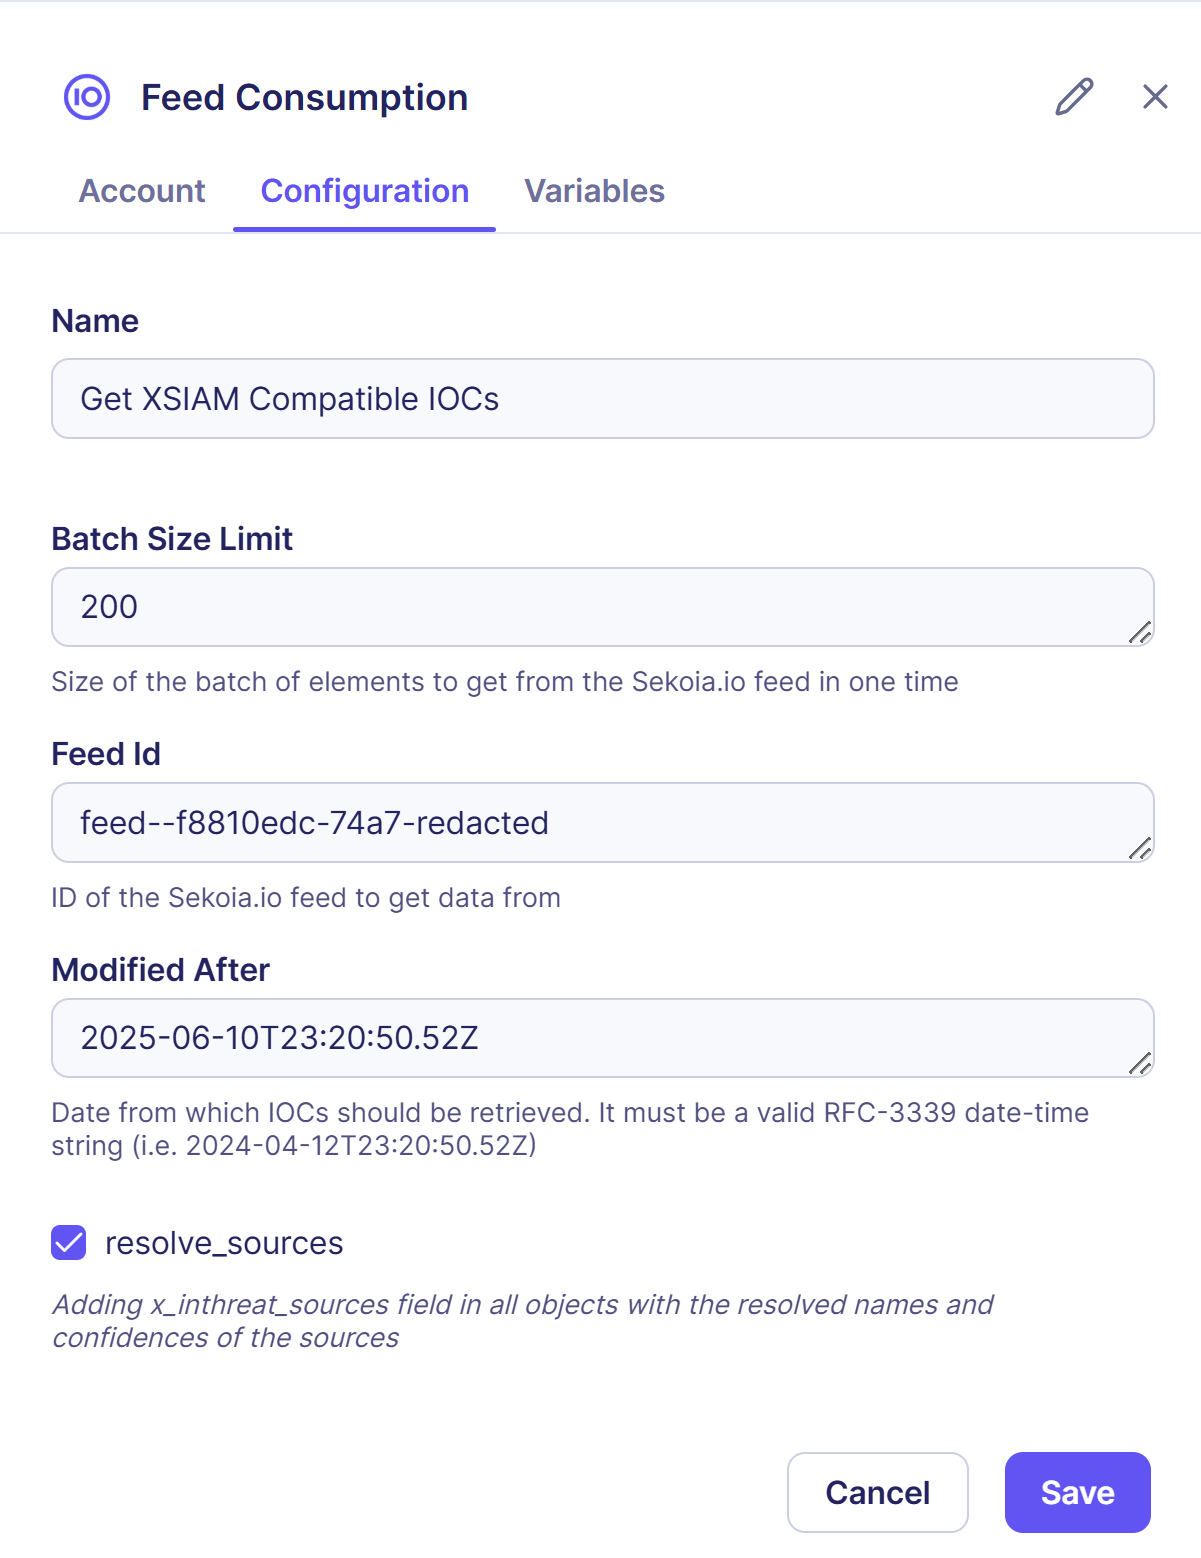 Feed Consumption
Account Configuration Variables
Name
Get XSIAM Compatible IOCs
Batch Size Limit
200
Size of the batch of elements to get from the Sekoia.io feed in one time
Feed Id
feed--f8810edc-74a7-redacted
ID of the Sekoia.io feed to get data from
Modified After
2025-06-10T23:20:50.52Z
Date from which IOCs should be retrieved. It must be a valid RFC-3339 date-time
string (i.e. 2024-04-12T23:20:50.52Z)
resolve_sources
Adding x_inthreat_sources field in all objects with the resolved names and
confidences of the sources
Cancel Save